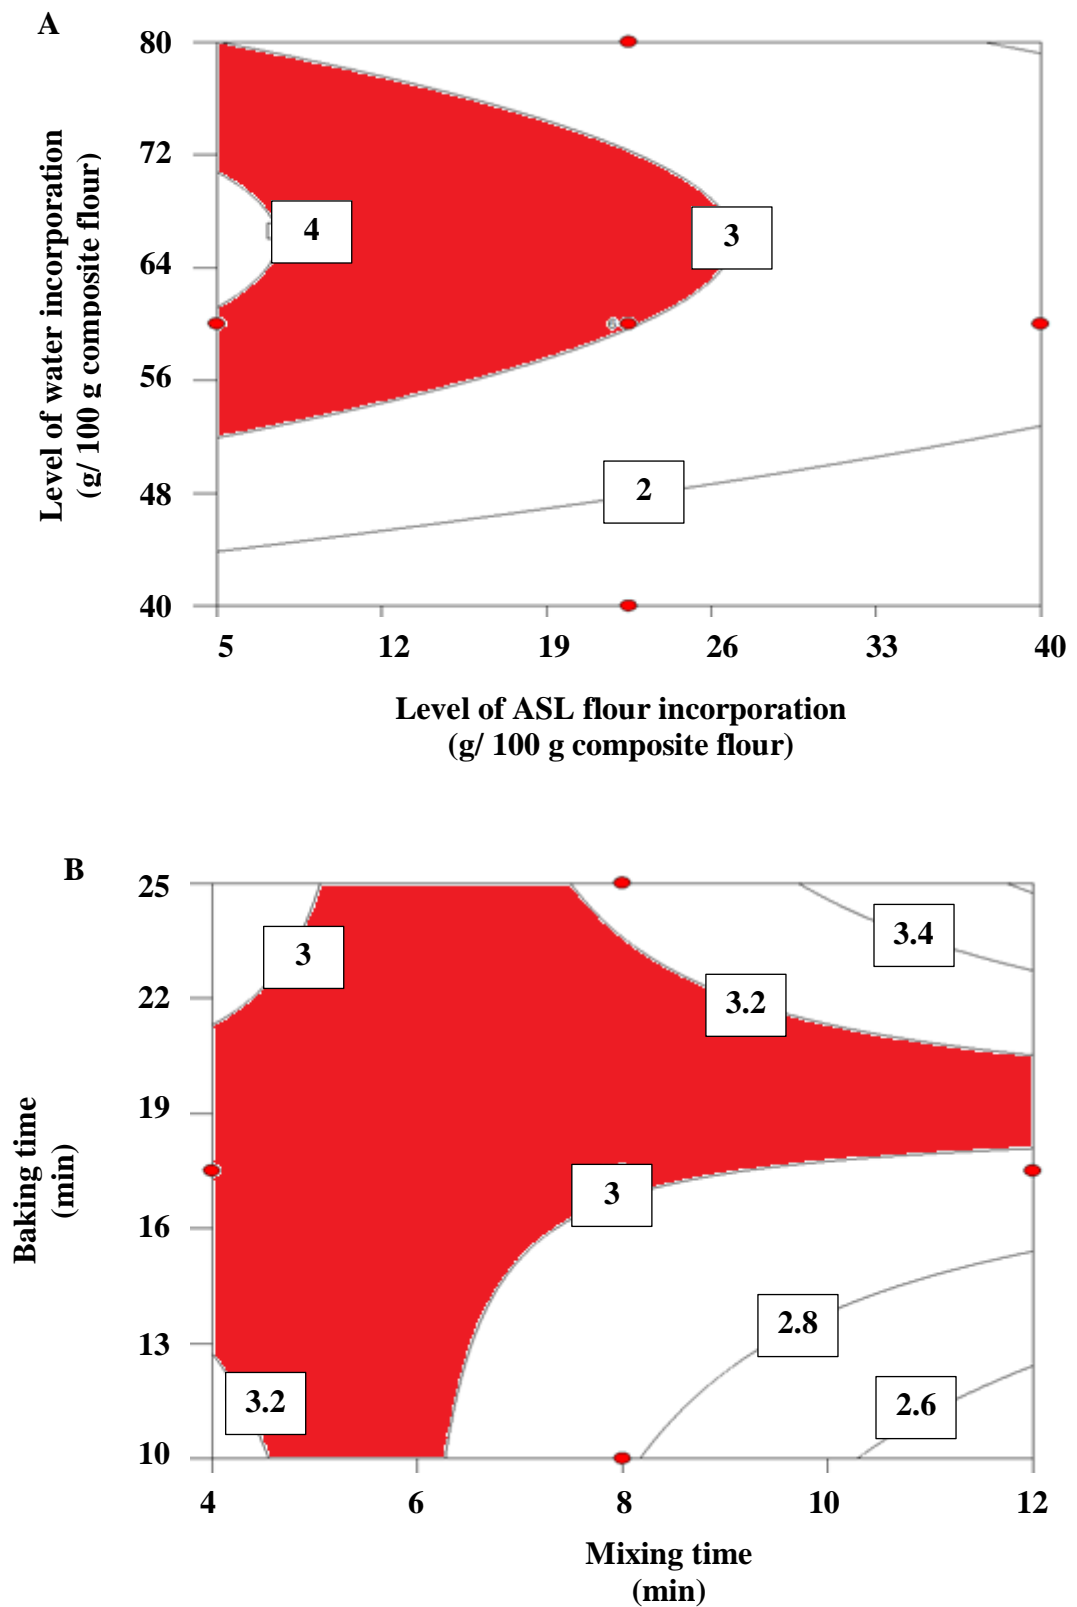 A
80
72
64
56
48
40
Level of water incorporation
(g/ 100 g composite flour)
4
3
2
5 12 19 26 33 40
Level of ASL flour incorporation
(g/ 100 g composite flour)
B
25
22
19
16
13
10
Baking time
(min)
3
3.4
3.2
3
2.8
3.2
2.6
4 6 8 10 12
Mixing time
(min)